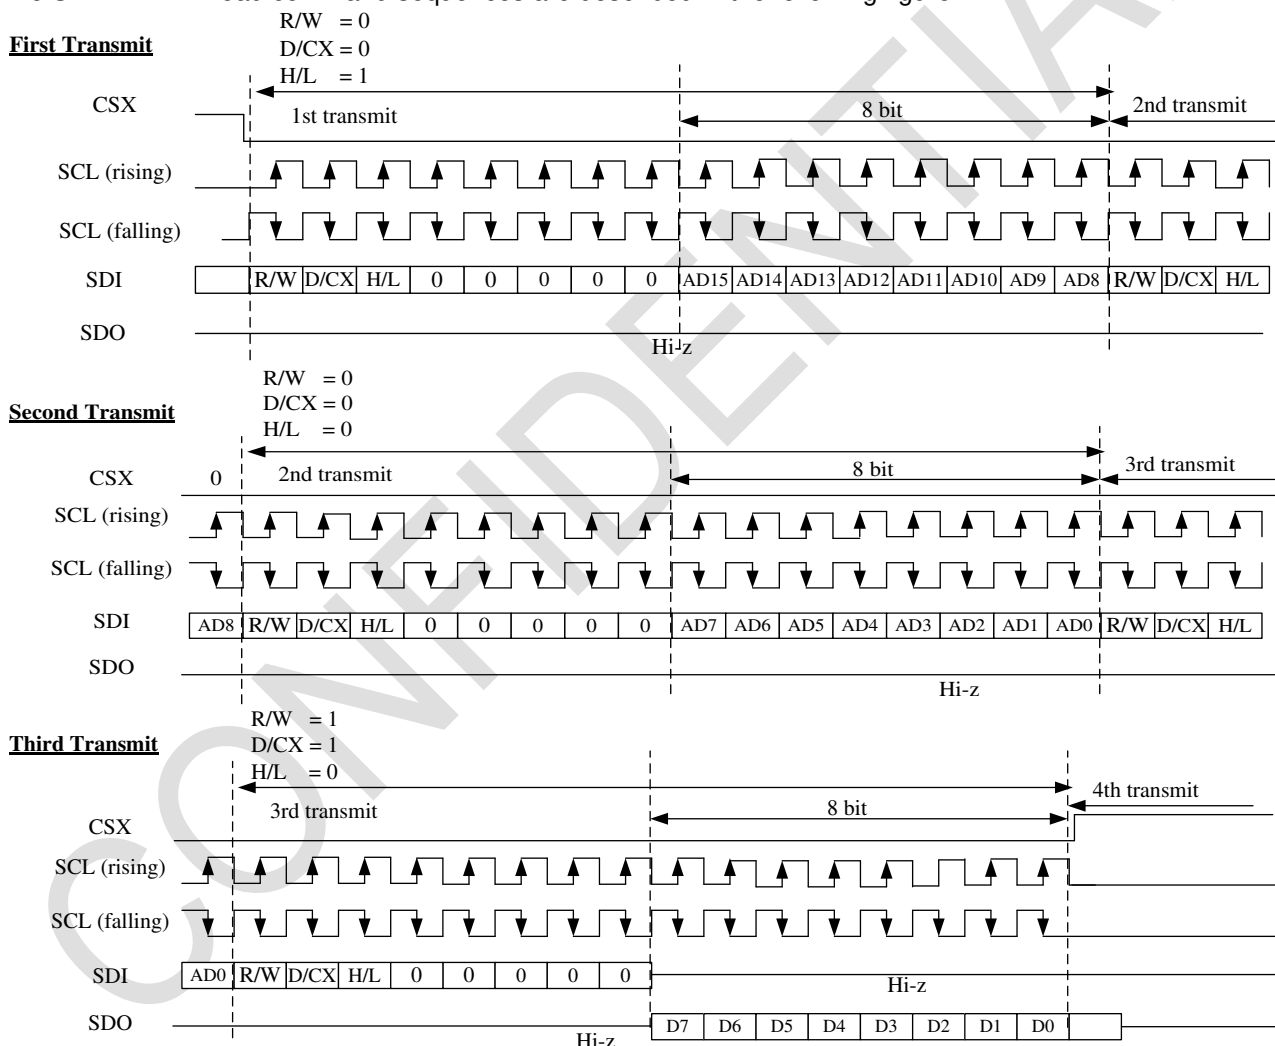 R/W = 0
First Transmit
D/CX = 0
H/L = 1
CSX
1st transmit
8 bit
2nd transmit
SCL (rising)
SCL (falling)
SDI
R/W D/CX H/L 0 0 0 0 0 AD15 AD14 AD13 AD12 AD11 AD10 AD9 AD8 R/W D/CX H/L
SDO
Hi-z
R/W = 0
D/CX = 0
Second Transmit
H/L = 0
CSX
0
2nd transmit
8 bit
3rd transmit
SCL (rising)
SCL (falling)
SDI
AD8 R/W D/CX H/L 0 0 0 0 0 AD7 AD6 AD5 AD4 AD3 AD2 AD1 AD0 R/W D/CX H/L
SDO
Hi-z
R/W = 1
Third Transmit
D/CX = 1
H/L = 0
3rd transmit
8 bit
4th transmit
CSX
SCL (rising)
SCL (falling)
SDI
AD0 R/W D/CX H/L 0 0 0 0 0
Hi-z
SDO
D7 D6 D5 D4 D3 D2 D1 D0
Hi-z
CONFIDENTIA